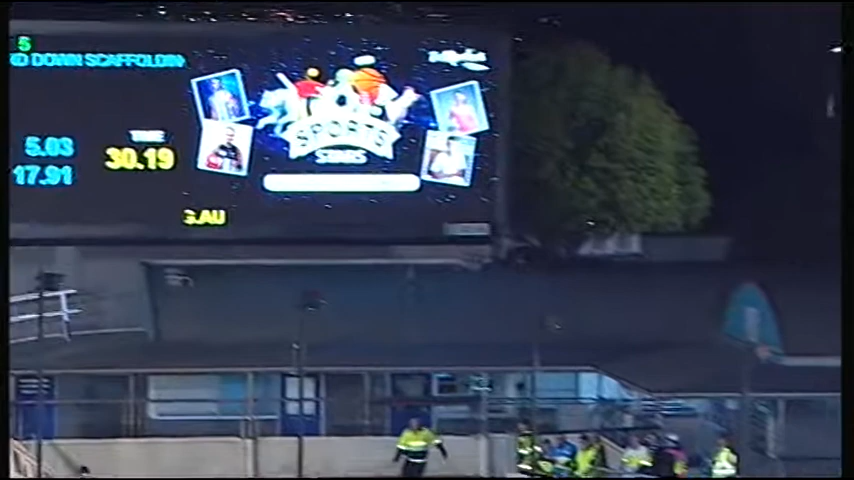 5
DOWN SCAFFOLDIN
SPORTS
STARS
TIME
5.03
30.19
17.91
.AU